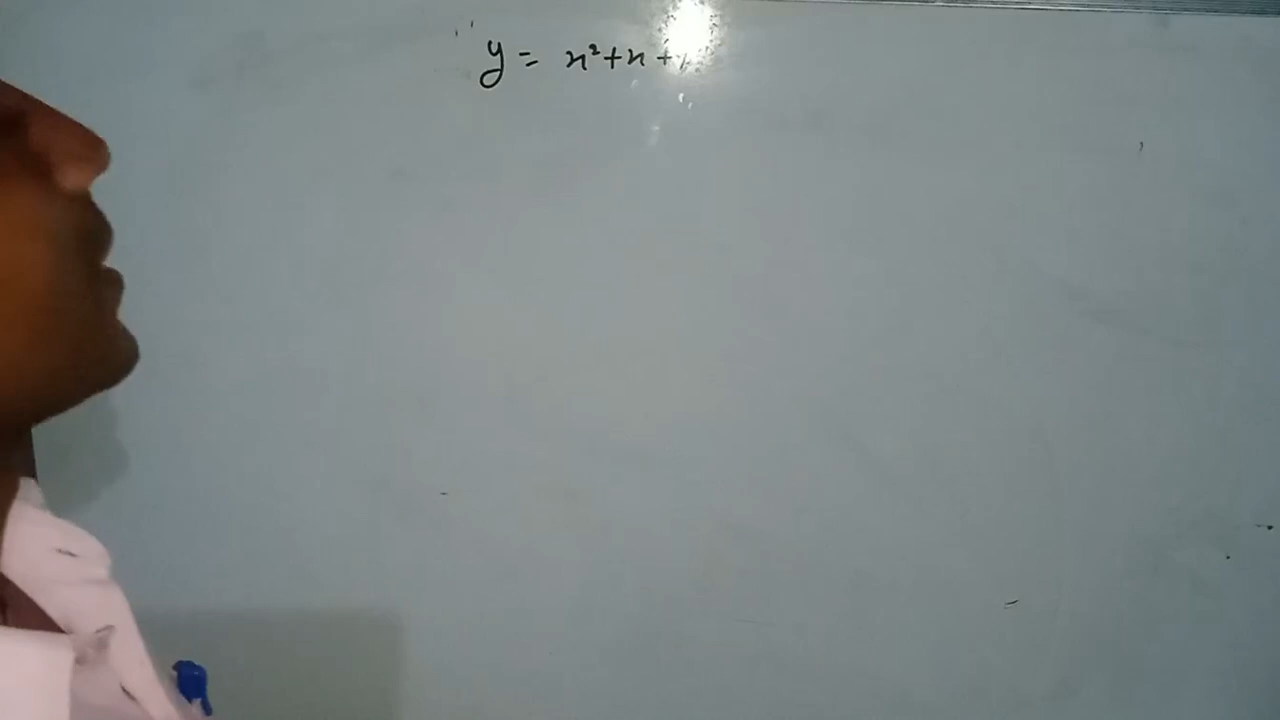 y = x²+x +